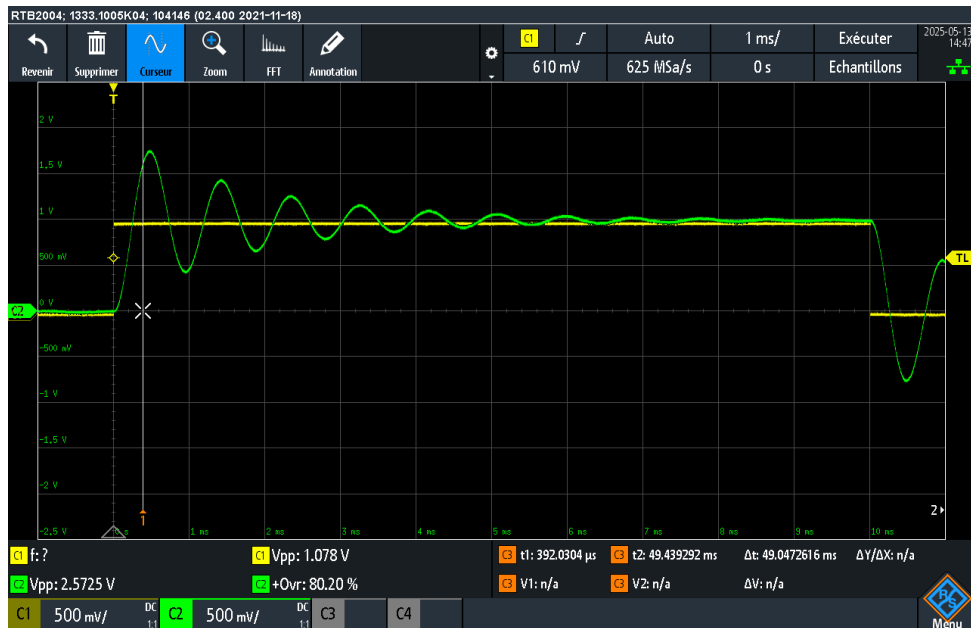 RTB2004; 1333.1005K04; 104146 (02.400 2021-11-18)
Revenir Supprimer Curseur Zoom FFT Annotation
C1 Auto 1 ms/ Exécuter
610 mV 625 MSa/s 0 s Echantillons
2025-05-13
14:47
T
2 V
1,5 V
1 V
500 mV
TL
0 V
C2
-500 mV
-1 V
-1,5 V
-2 V
-2,5 V
1
2
1 ms 2 ms 3 ms 4 ms 5 ms 6 ms 7 ms 8 ms 9 ms 10 ms
C1 f: ? C1 Vpp: 1.078 V C3 t1: 392.0304 µs C3 t2: 49.439292 ms Δt: 49.0472616 ms ΔY/ΔX: n/a
C2 Vpp: 2.5725 V C2 +Ovr: 80.20 % C3 V1: n/a C3 V2: n/a ΔV: n/a
C1 500 mV/ DC 1:1 C2 500 mV/ DC 1:1 C3 C4
R&S
Menu